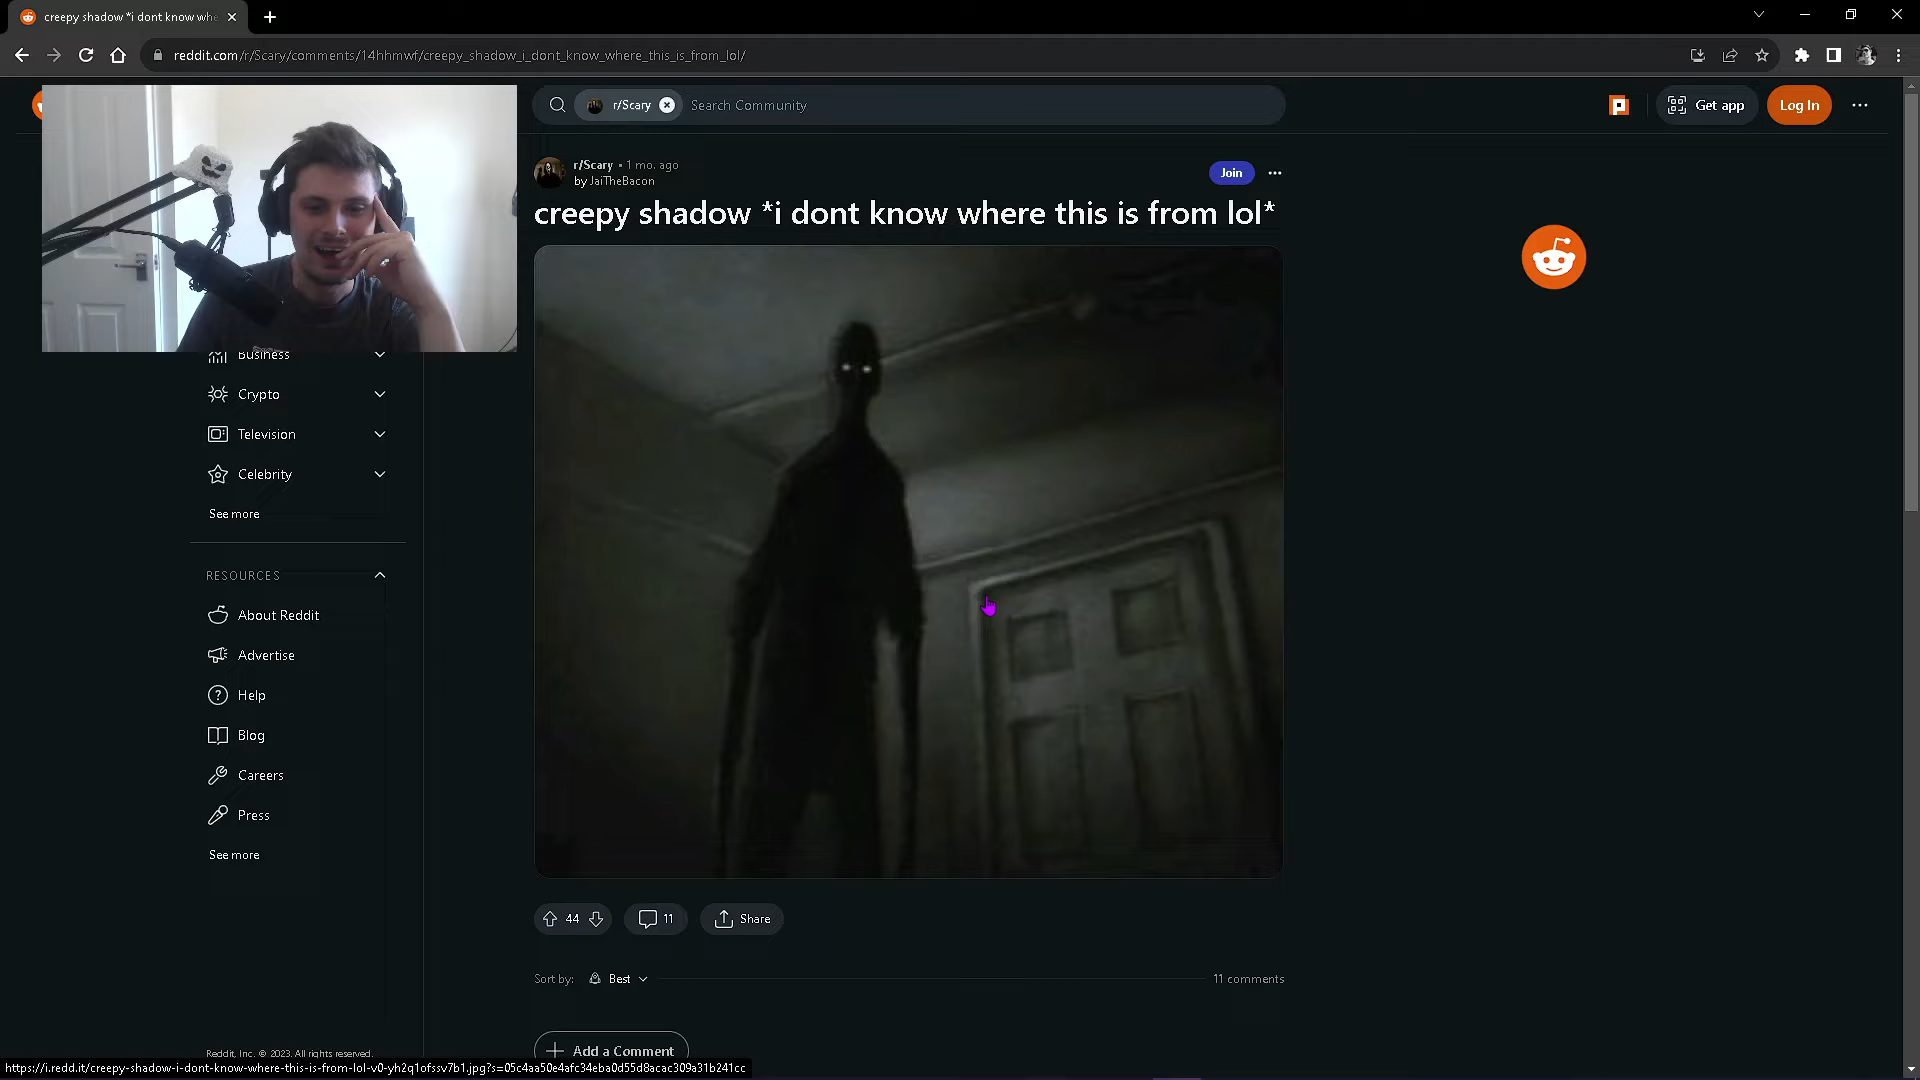 creepy shadow *i dont know whe
reddit.com/r/Scary/comments/14hhmwf/creepy_shadow_i_dont_know_where_this_is_from_lol/
r/Scary
Search Community
Get app
Log In
r/Scary • 1 mo. ago
by JaiTheBacon
Join
creepy shadow *i dont know where this is from lol*
Business
Crypto
Television
Celebrity
See more
RESOURCES
About Reddit
Advertise
Help
Blog
Careers
Press
See more
44
11
Share
Sort by:
Best
11 comments
Add a Comment
Reddit, Inc. © 2023. All rights reserved.
https://i.redd.it/creepy-shadow-i-dont-know-where-this-is-from-lol-v0-yh2q1ofssv7b1.jpg?s=05c4aa50e4afc34eba0d55d8acac309a31b241cc